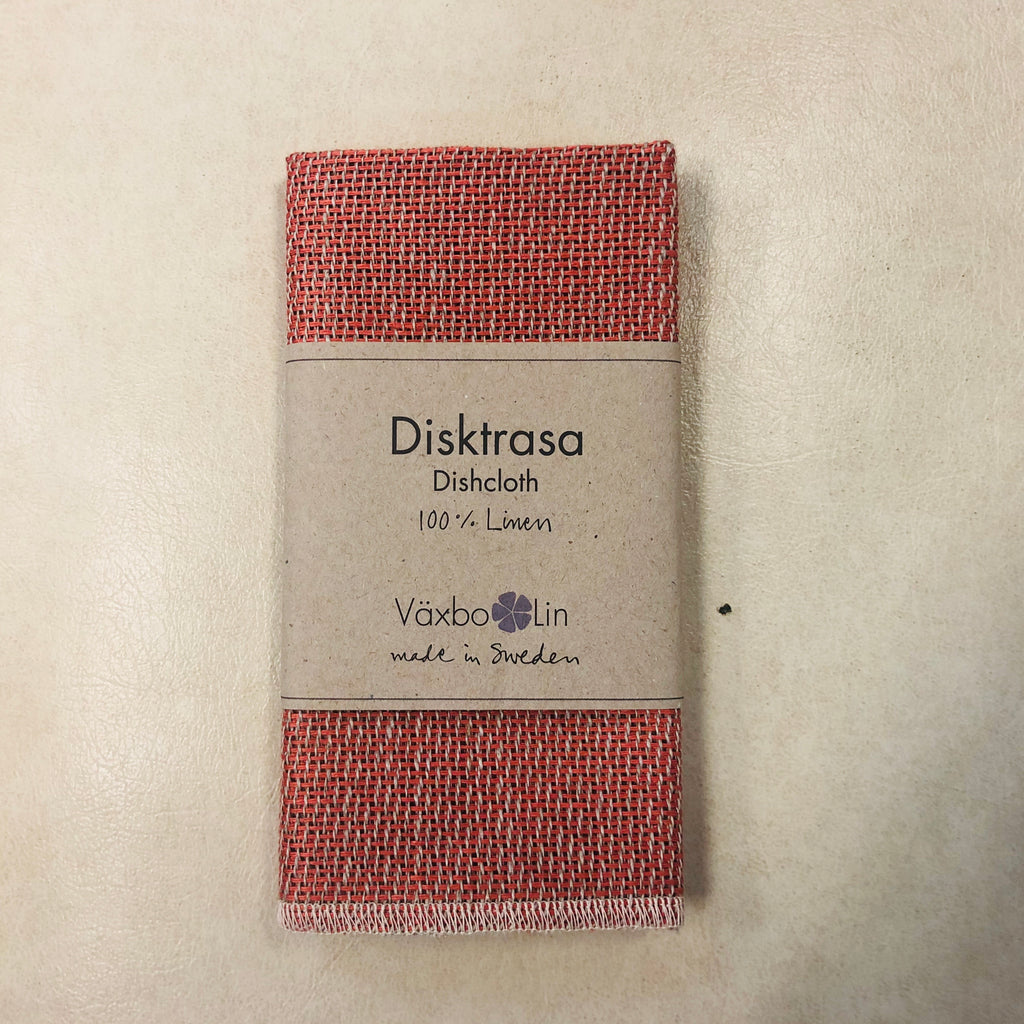 Disktrasa
Dishcloth
100% Linen
Växbo Lin
made in Sweden